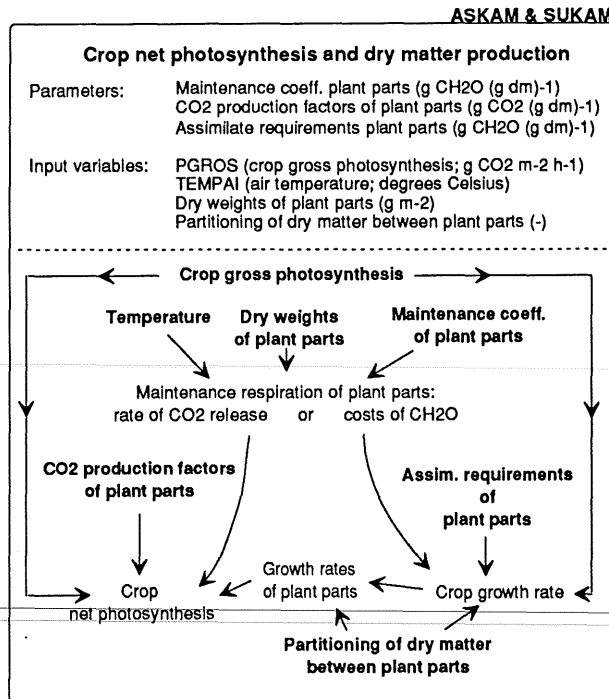 ASKAM & SUKAM
Crop net photosynthesis and dry matter production
Parameters: Maintenance coeff. plant parts (g CH2O (g dm)-1)
CO2 production factors of plant parts (g CO2 (g dm)-1)
Assimilate requirements plant parts (g CH2O (g dm)-1)
Input variables: PGROS (crop gross photosynthesis; g CO2 m-2 h-1)
TEMPAI (air temperature; degrees Celsius)
Dry weights of plant parts (g m-2)
Partitioning of dry matter between plant parts (-)
Crop gross photosynthesis
Temperature
Dry weights
of plant parts
Maintenance coeff.
of plant parts
Maintenance respiration of plant parts:
rate of CO2 release or costs of CH2O
CO2 production factors
of plant parts
Assim. requirements
of
plant parts
Growth rates
of plant parts
Crop
net photosynthesis
Crop growth rate
Partitioning of dry matter
between plant parts